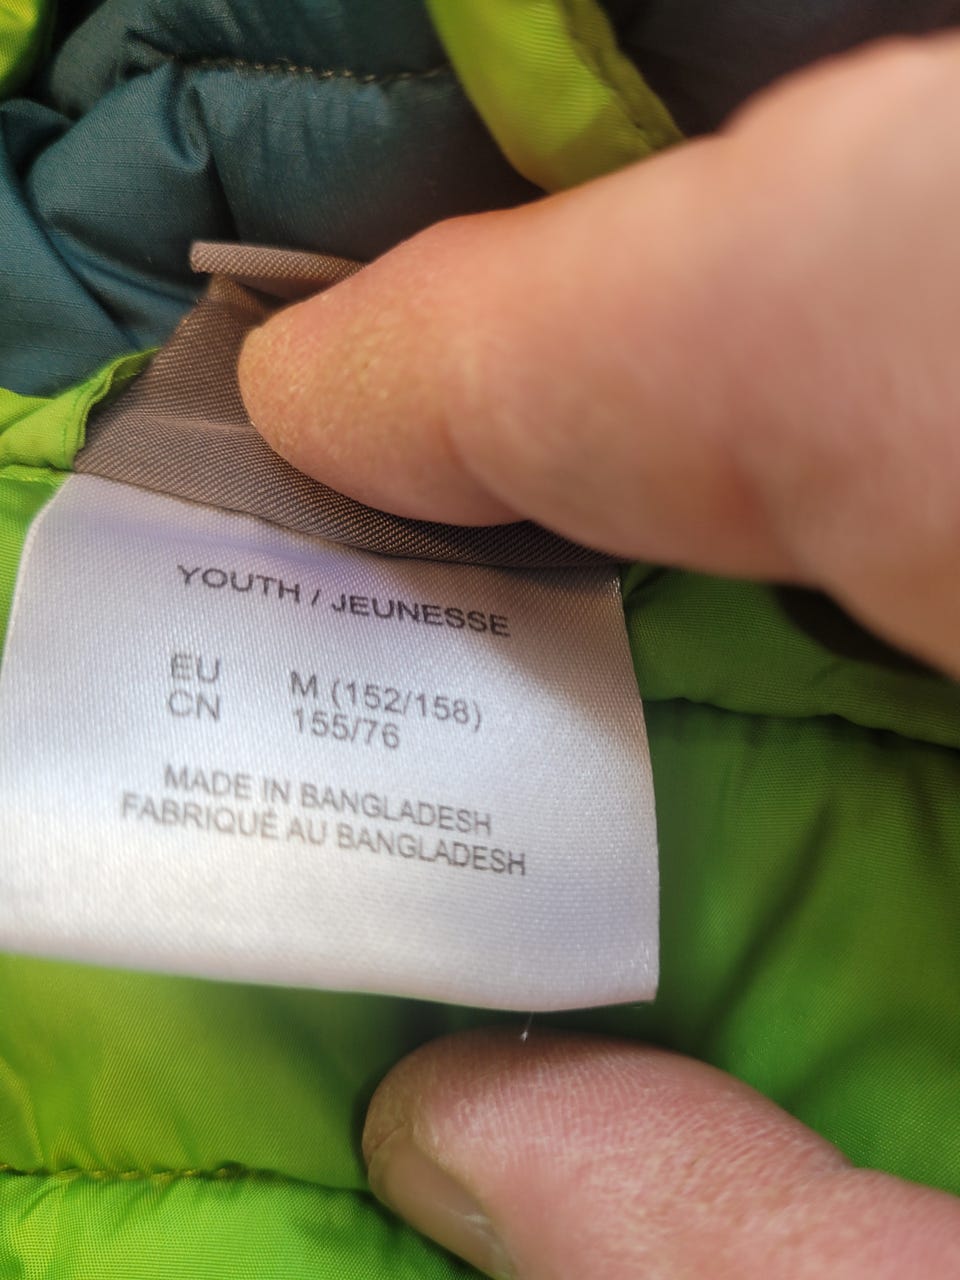 YOUTH / JEUNESSE
EU M (152/158)
CN 155/76
MADE IN BANGLADESH
FABRIQUÉ AU BANGLADESH